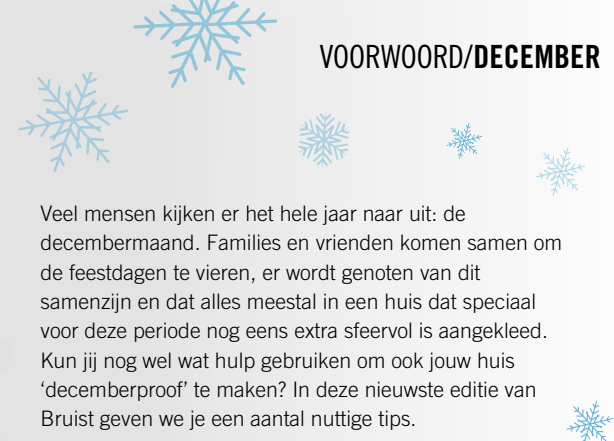 VOORWOORD/DECEMBER
Veel mensen kijken er het hele jaar naar uit: de
decembermaand. Families en vrienden komen samen om
de feestdagen te vieren, er wordt genoten van dit
samenzijn en dat alles meestal in een huis dat speciaal
voor deze periode nog eens extra sfeervol is aangekleed.
Kun jij nog wel wat hulp gebruiken om ook jouw huis
‘decemberproof’ te maken? In deze nieuwste editie van
Bruist geven we je een aantal nuttige tips.